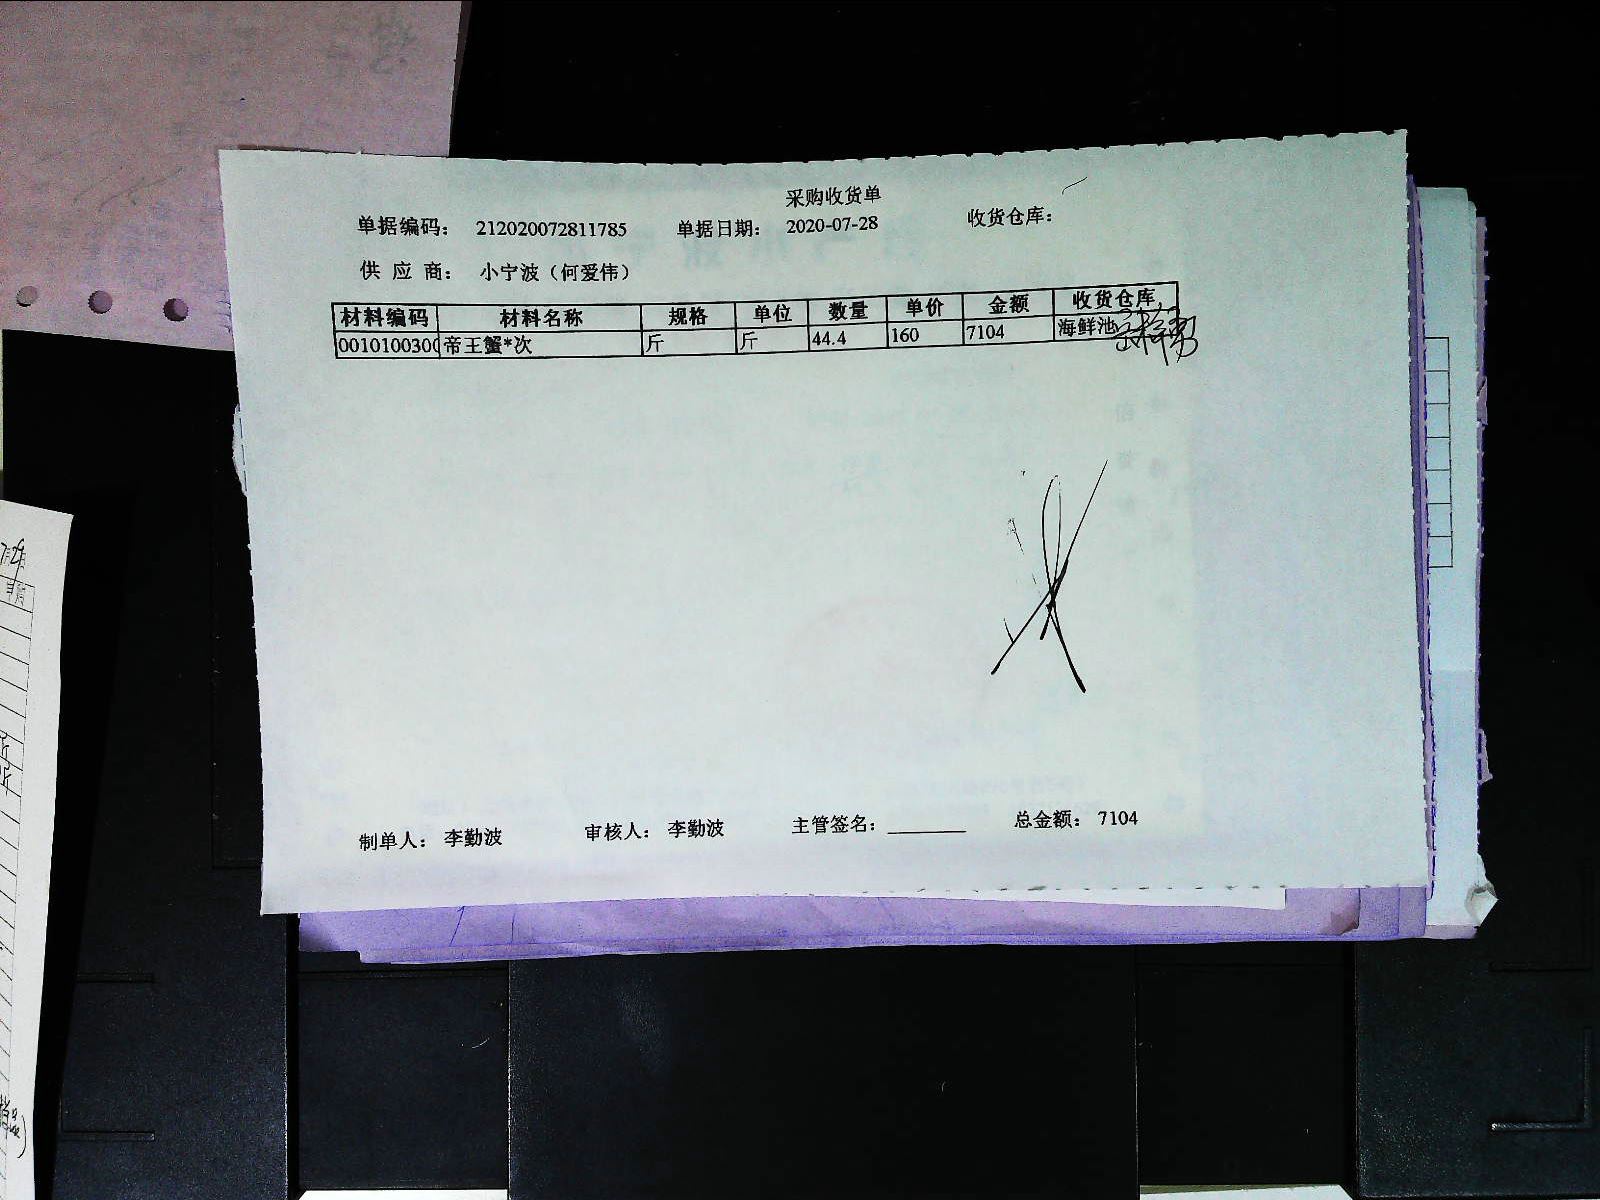 采购收货单
单据编码： 212020072811785 单据日期： 2020-07-28 收货仓库：
供 应 商： 小宁波（何爱伟）
材料编码 材料名称 规格 单位 数量 单价 金额 收货仓库
0010100300 帝王蟹*次 斤 斤 44.4 160 7104 海鲜池
制单人： 李勤波 审核人： 李勤波 主管签名：________ 总金额： 7104